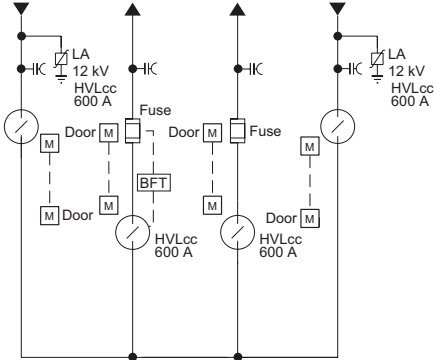 LA
12 kV
HVLcc
600 A
LA
12 kV
HVLcc
600 A
Fuse
Door M
M
Door M
Fuse
M
M
BFT
M Door
M
M
Door M
HVLcc
600 A
HVLcc
600 A